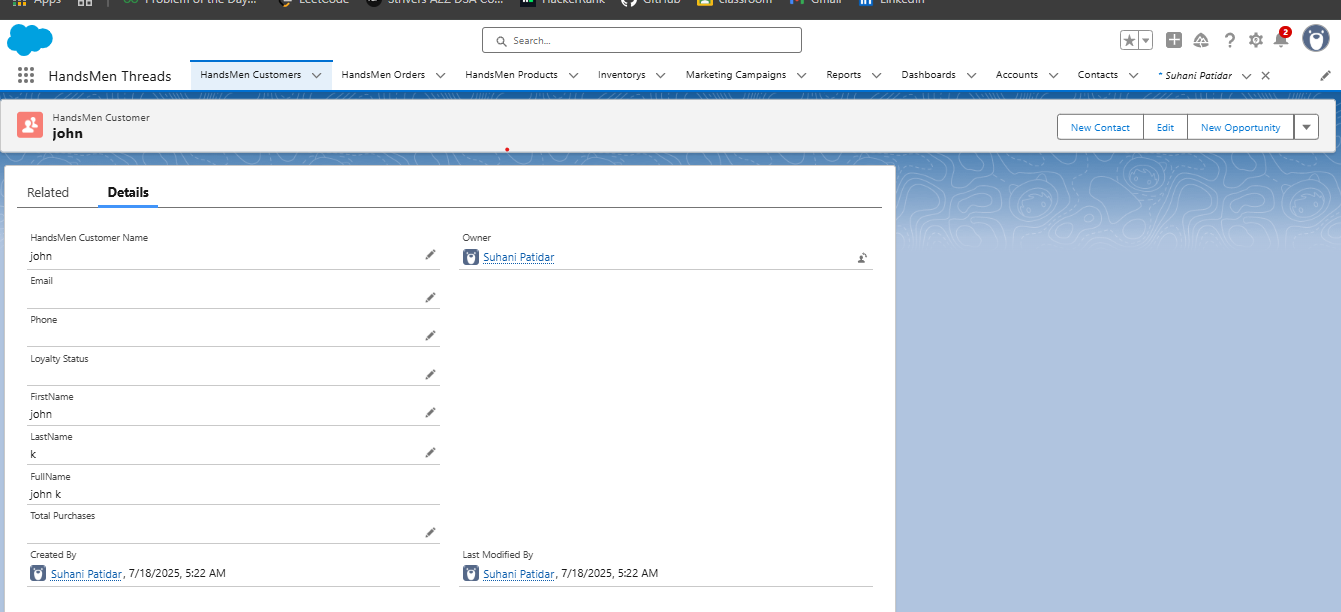 Apps Problem of the Day... LeetCode Strivers A2Z DSA Co... HackerRank GitHub Classroom Gmail LinkedIn
Search...
2
HandsMen Threads HandsMen Customers HandsMen Orders HandsMen Products Inventorys Marketing Campaigns Reports Dashboards Accounts Contacts * Suhani Patidar
HandsMen Customer
john
New Contact Edit New Opportunity
Related Details
HandsMen Customer Name
john
Owner
Suhani Patidar
Email
Phone
Loyalty Status
FirstName
john
LastName
k
FullName
john k
Total Purchases
Created By
Suhani Patidar, 7/18/2025, 5:22 AM
Last Modified By
Suhani Patidar, 7/18/2025, 5:22 AM